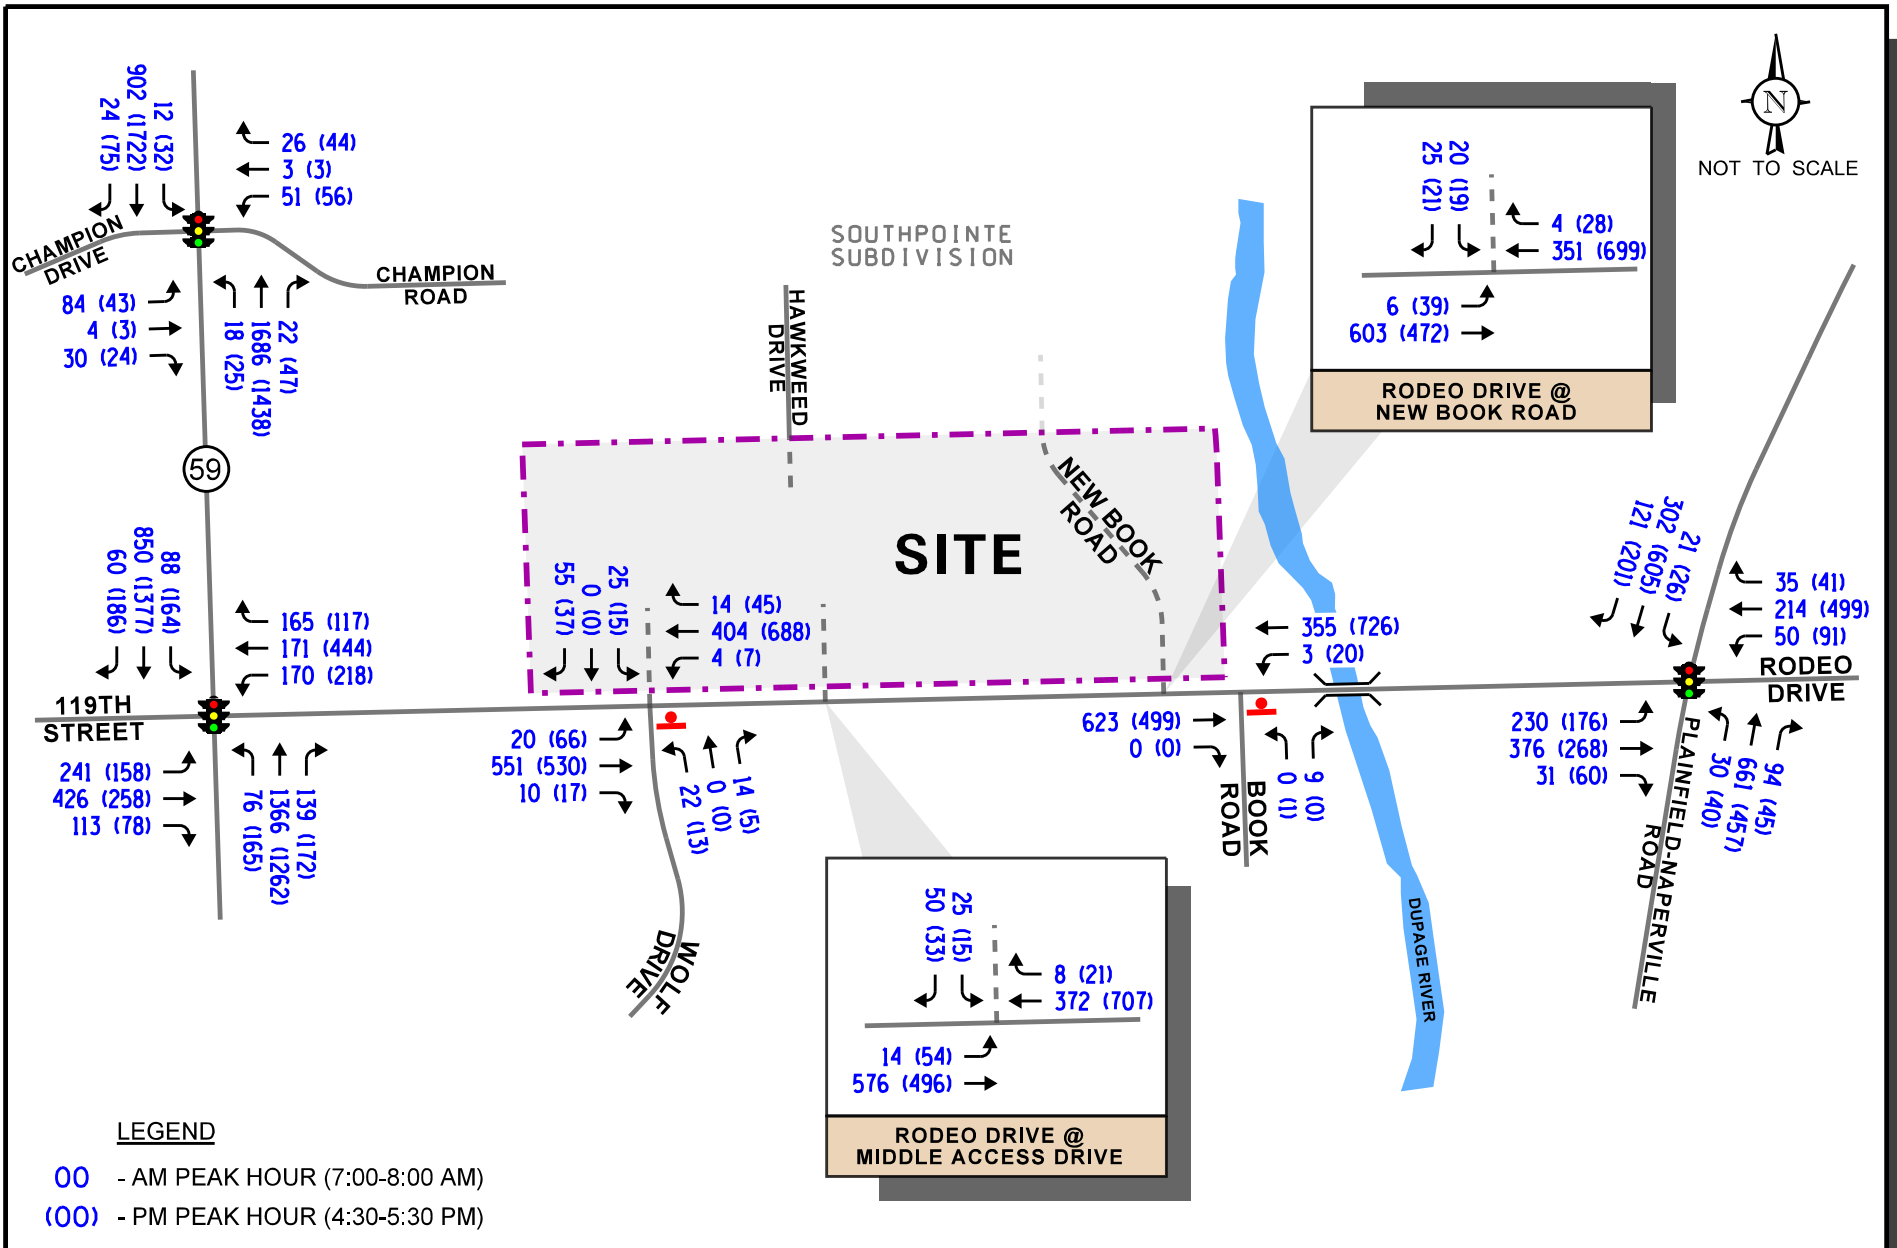 902 (1722)
12 (32)
24 (75)
26 (44)
3 (3)
51 (56)
CHAMPION
DRIVE
CHAMPION
ROAD
84 (43)
4 (3)
30 (24)
18 (25)
1686 (1438)
22 (47)
59
SOUTHPOINTE
SUBDIVISION
HAWKWEED
DRIVE
20 (19)
25 (21)
4 (28)
351 (699)
6 (39)
603 (472)
RODEO DRIVE @
NEW BOOK ROAD
N
NOT TO SCALE
NEW BOOK
ROAD
SITE
60 (186)
850 (1377)
88 (164)
165 (117)
171 (444)
170 (218)
119TH
STREET
241 (158)
426 (258)
113 (78)
76 (165)
1366 (1262)
139 (172)
55 (37)
0 (0)
25 (15)
14 (45)
404 (688)
4 (7)
20 (66)
551 (530)
10 (17)
22 (13)
0 (0)
14 (5)
WOLF
DRIVE
355 (726)
3 (20)
623 (499)
0 (0)
BOOK
ROAD
0 (1)
9 (0)
121 (201)
302 (605)
21 (26)
35 (41)
214 (499)
50 (91)
RODEO
DRIVE
230 (176)
376 (268)
31 (60)
30 (40)
661 (457)
94 (45)
PLAINFIELD-NAPERVILLE
ROAD
DUPAGE RIVER
25 (15)
50 (33)
8 (21)
372 (707)
14 (54)
576 (496)
RODEO DRIVE @
MIDDLE ACCESS DRIVE
LEGEND
00 - AM PEAK HOUR (7:00-8:00 AM)
(00) - PM PEAK HOUR (4:30-5:30 PM)